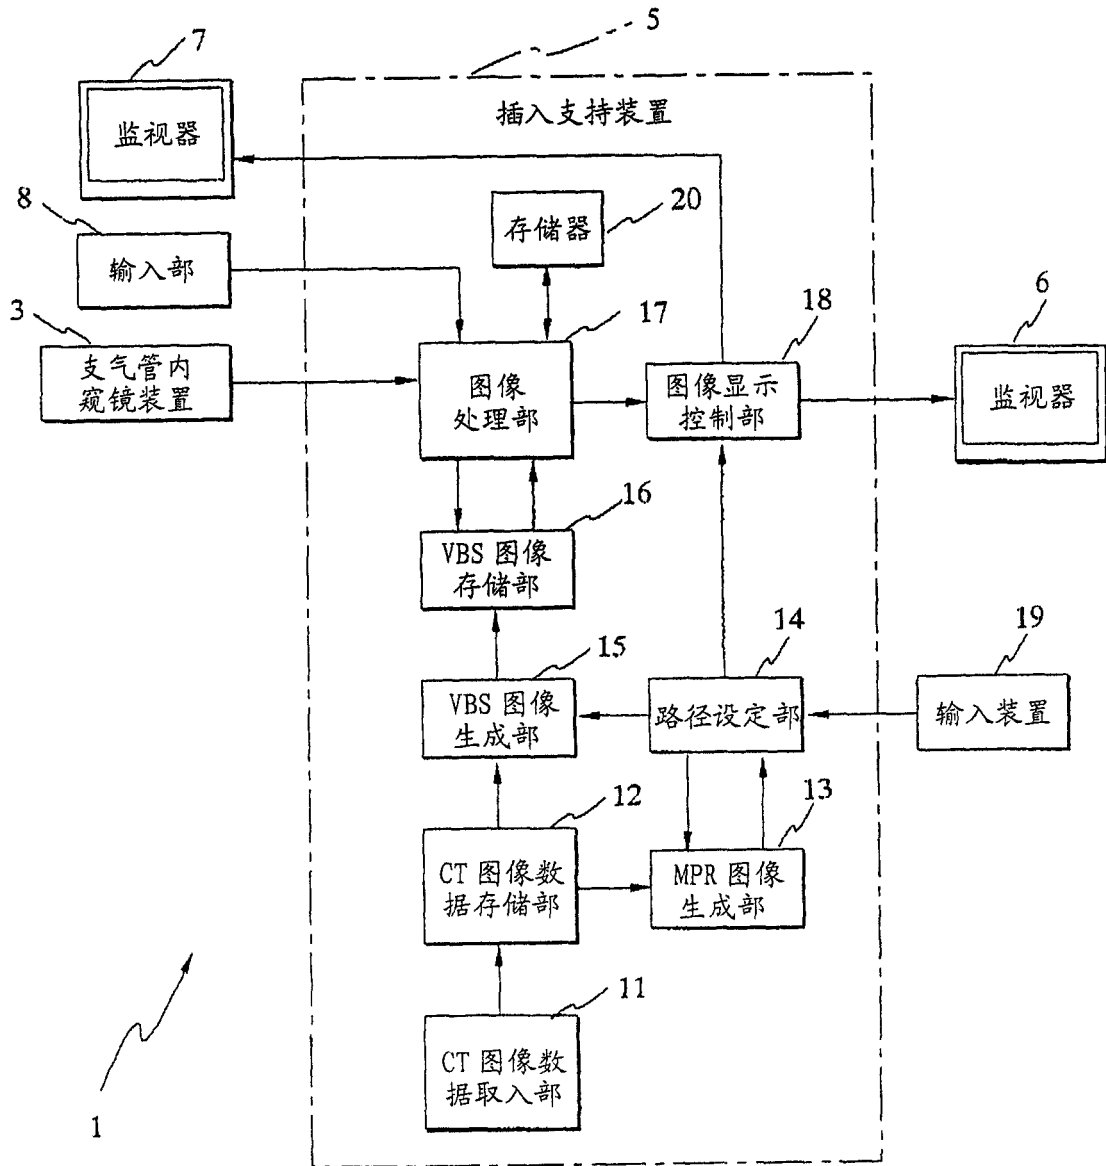 5
7
插入支持装置
监视器
8
20
存储器
输入部
3
17
18
6
支气管内
窥镜装置
图像
处理部
图像显示
控制部
监视器
16
VBS 图像
存储部
15
14
19
VBS 图像
生成部
路径设定部
输入装置
12
13
CT 图像数
据存储部
MPR 图像
生成部
11
CT 图像数
据取入部
1